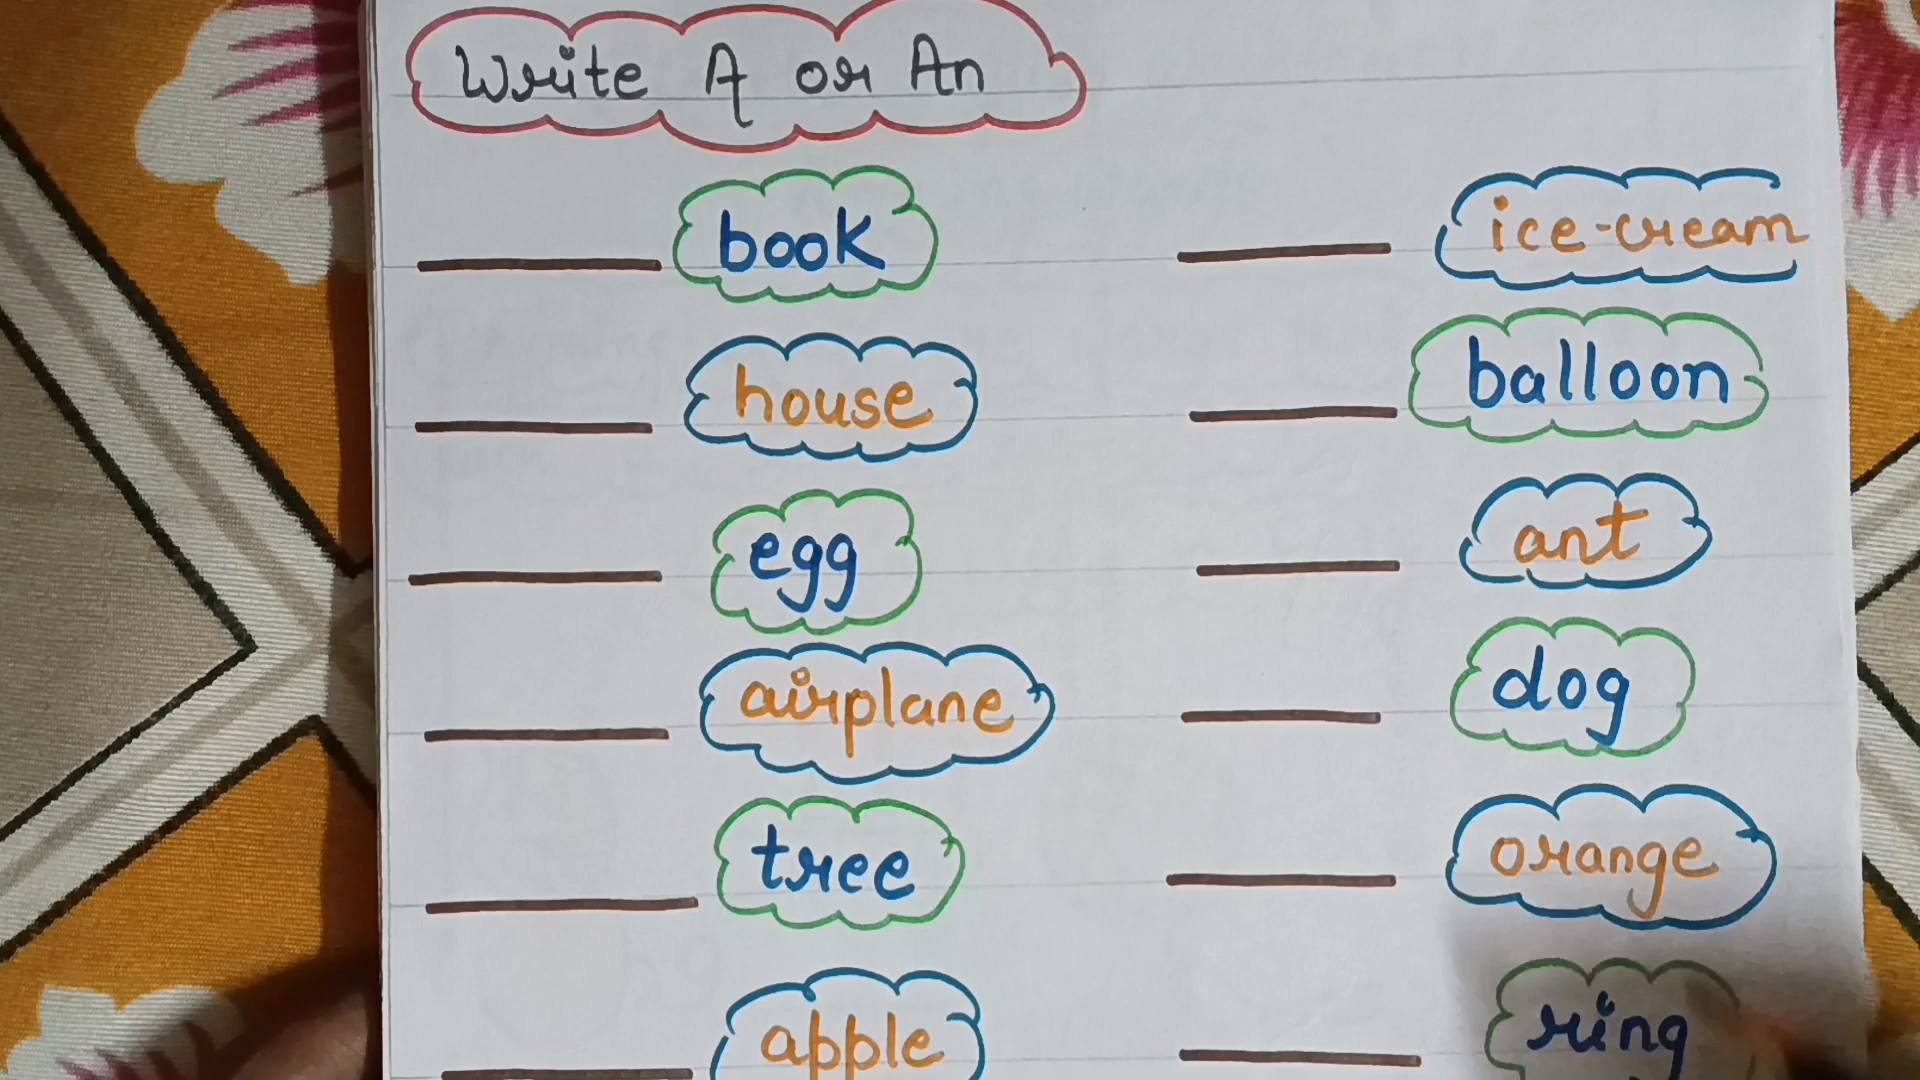 Write A or An
book
ice-cream
house
balloon
egg
ant
airplane
dog
tree
orange
apple
ring